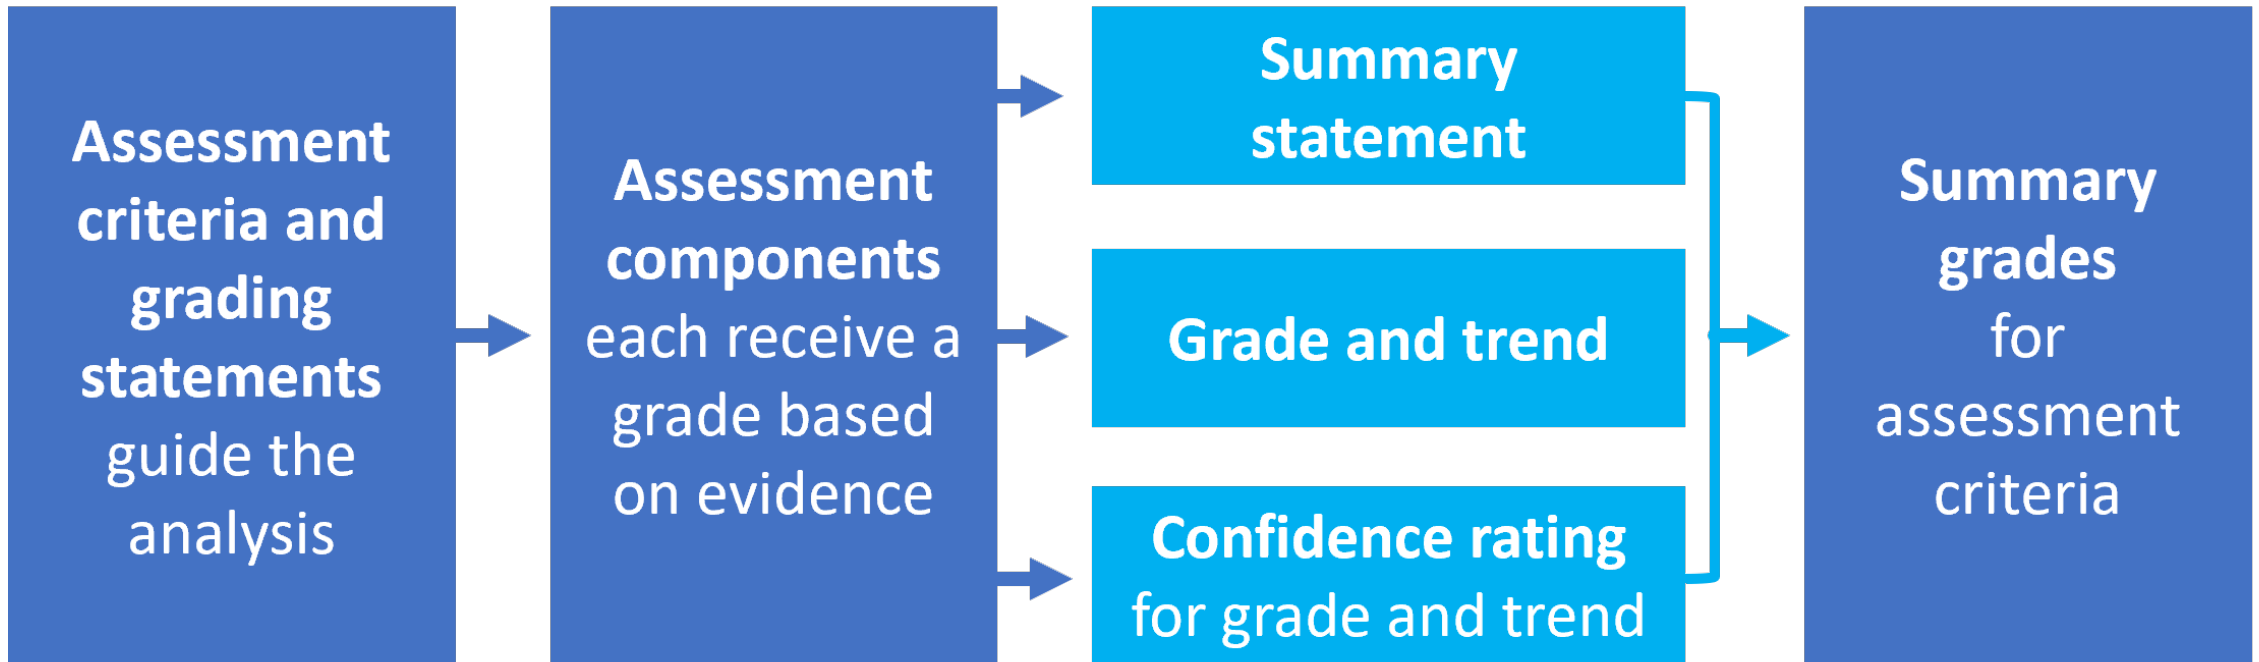 Assessment
criteria and
grading
statements
guide the
analysis
Assessment
components
each receive a
grade based
on evidence
Summary
statement
Grade and trend
Confidence rating
for grade and trend
Summary
grades
for
assessment
criteria